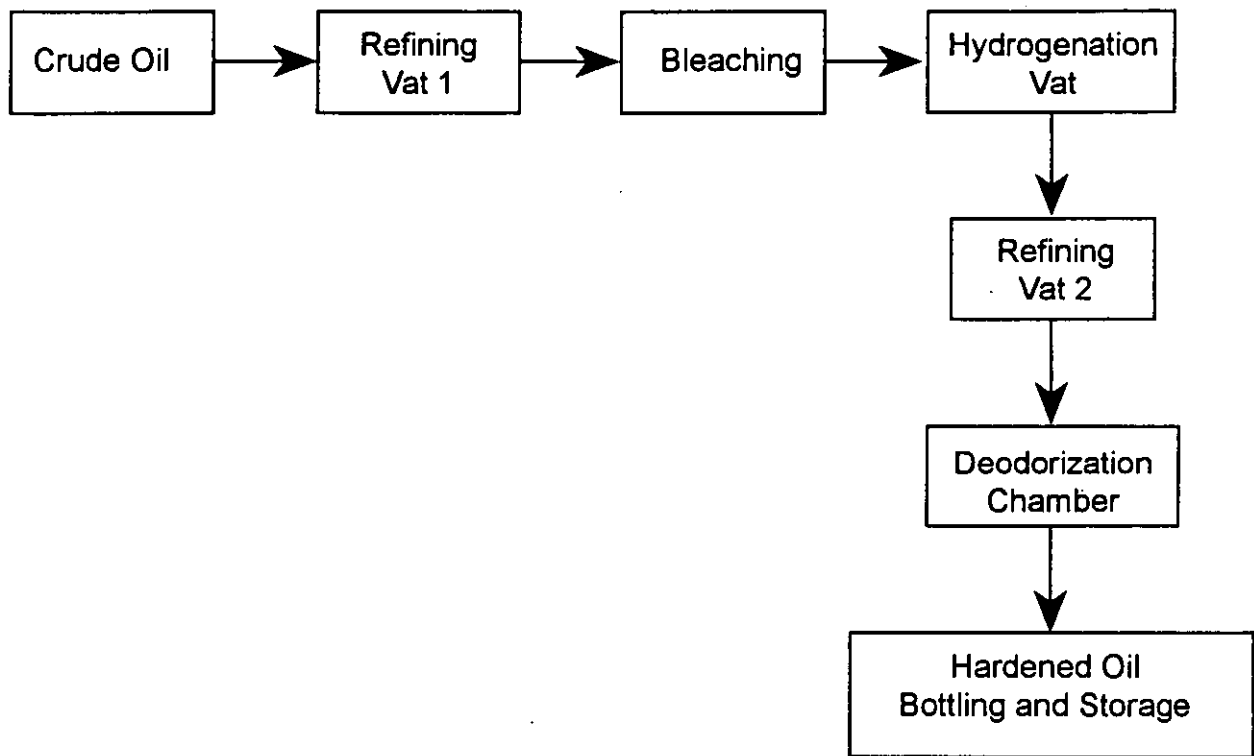 Crude Oil
Refining
Vat 1
Bleaching
Hydrogenation
Vat
Refining
Vat 2
Deodorization
Chamber
Hardened Oil
Bottling and Storage